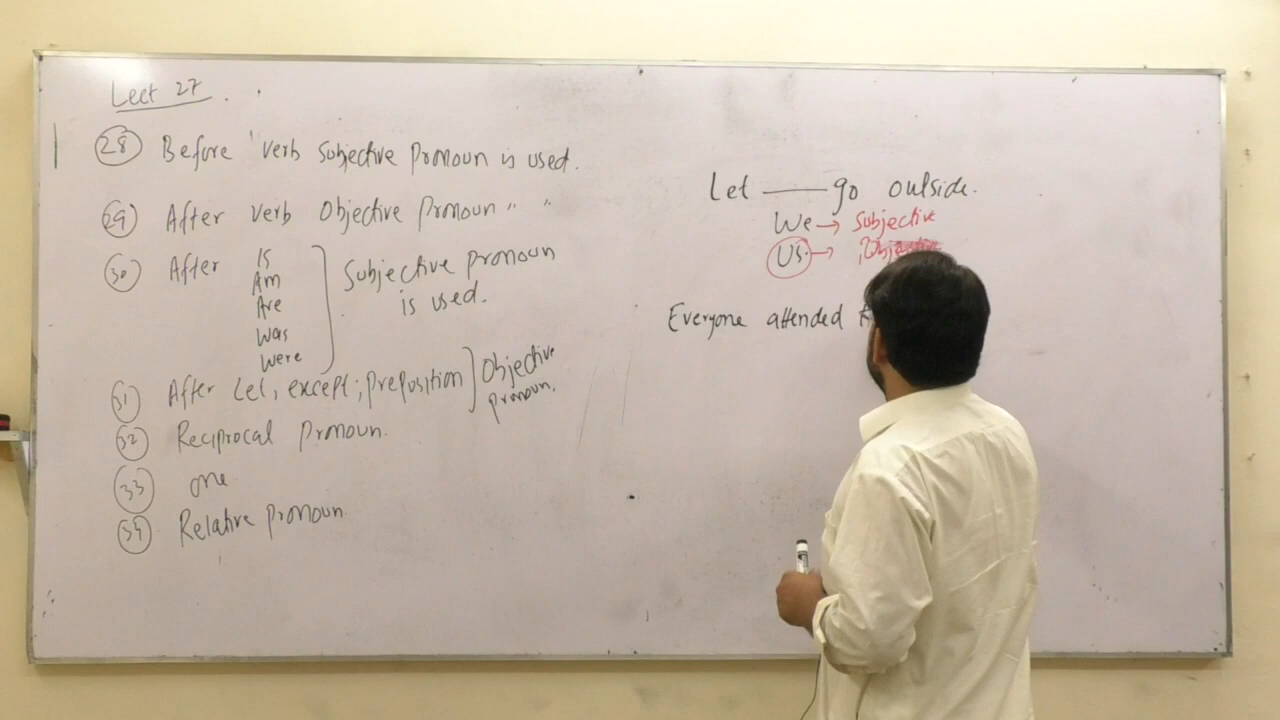 Lect 27
28 Before verb Subjective Pronoun is used.
29 After verb Objective Pronoun " "
30 After Is
Am
Are
Was
Were
Subjective pronoun
is used.
31 After Let, except; preposition
Objective
pronoun.
32 Reciprocal Pronoun.
33 one
34 Relative Pronoun
Let ——— go outside.
We → Subjective
Us. → Objective
Everyone attended